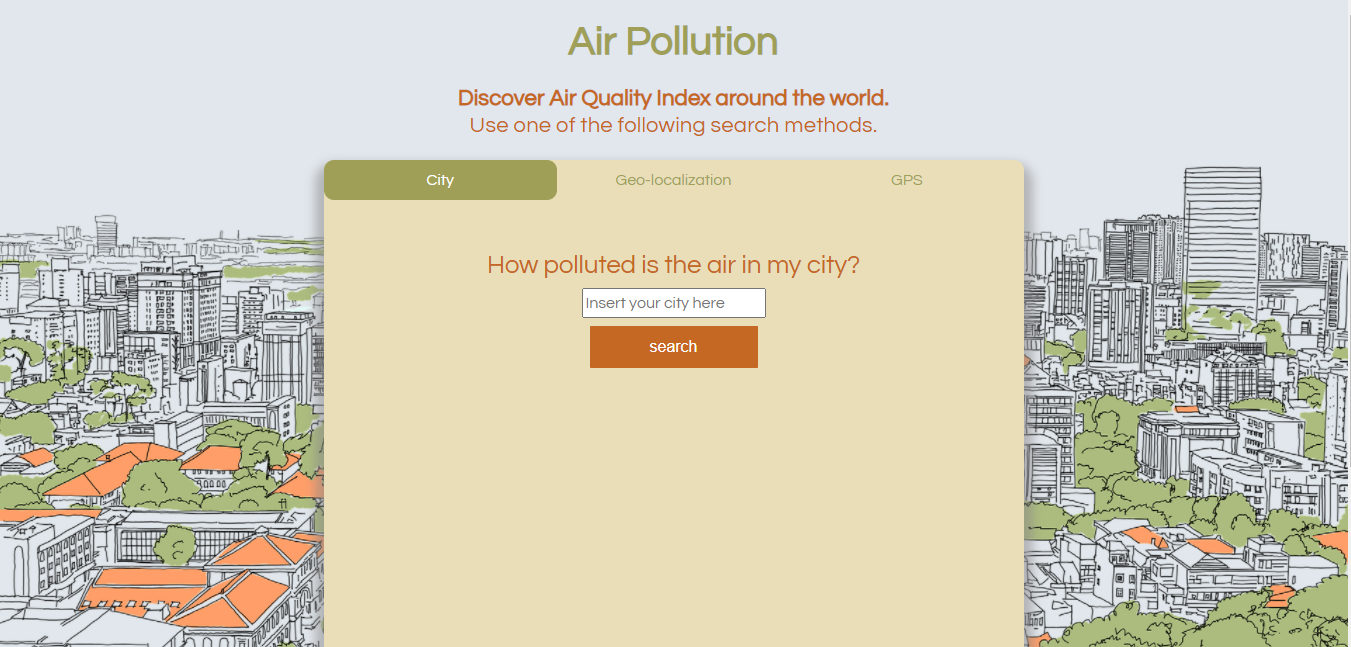 Air Pollution
Discover Air Quality Index around the world.
Use one of the following search methods.
City Geo-localization GPS
How polluted is the air in my city?
Insert your city here
search